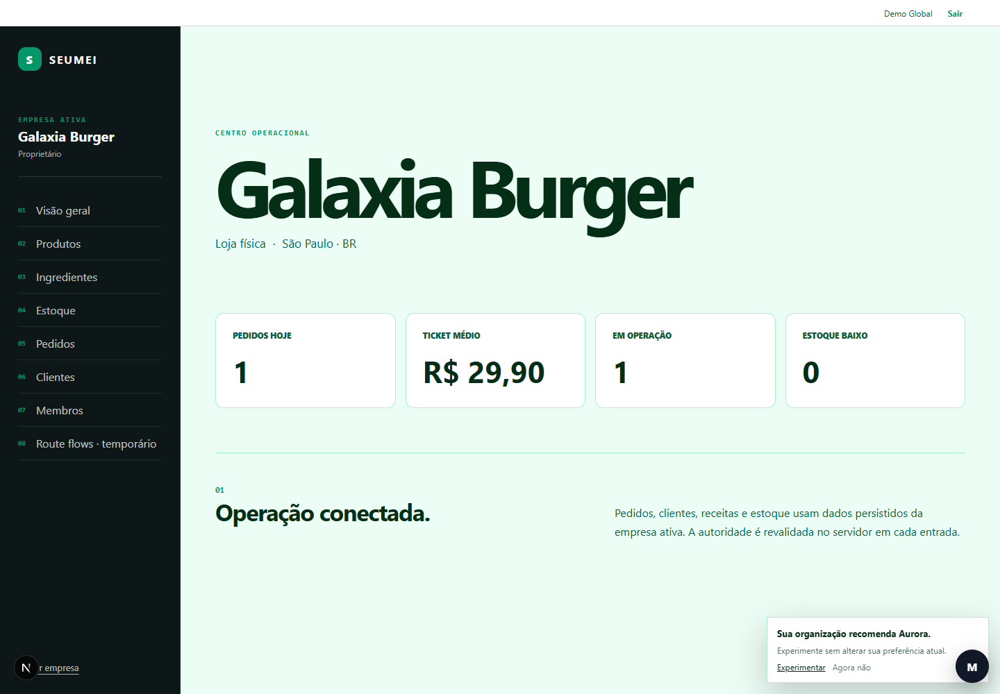 Demo Global Sair
S SEUMEI
EMPRESA ATIVA
Galaxia Burger
Proprietário
01 Visão geral
02 Produtos
03 Ingredientes
04 Estoque
05 Pedidos
06 Clientes
07 Membros
08 Route flows · temporário
N r empresa
CENTRO OPERACIONAL
Galaxia Burger
Loja física · São Paulo · BR
PEDIDOS HOJE
1
TICKET MÉDIO
R$ 29,90
EM OPERAÇÃO
1
ESTOQUE BAIXO
0
01
Operação conectada.
Pedidos, clientes, receitas e estoque usam dados persistidos da
empresa ativa. A autoridade é revalidada no servidor em cada entrada.
Sua organização recomenda Aurora.
Experimente sem alterar sua preferência atual.
Experimentar Agora não
M